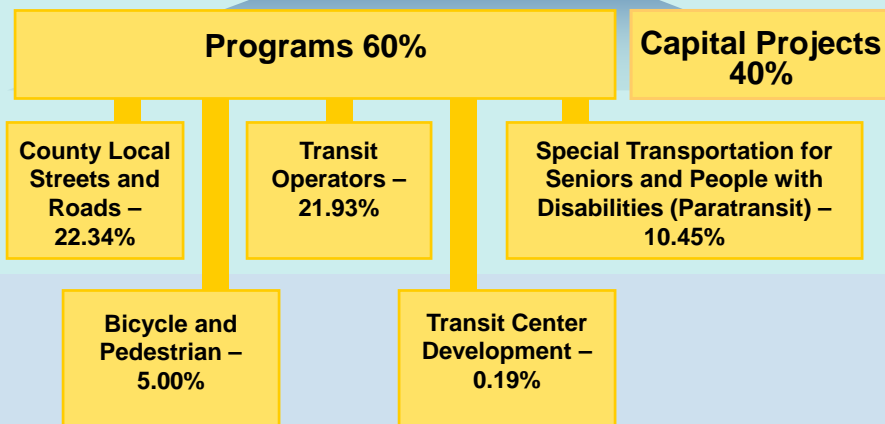 Programs 60%
Capital Projects
40%
County Local
Streets and
Roads –
22.34%
Transit
Operators –
21.93%
Special Transportation for
Seniors and People with
Disabilities (Paratransit) –
10.45%
Bicycle and
Pedestrian –
5.00%
Transit Center
Development –
0.19%